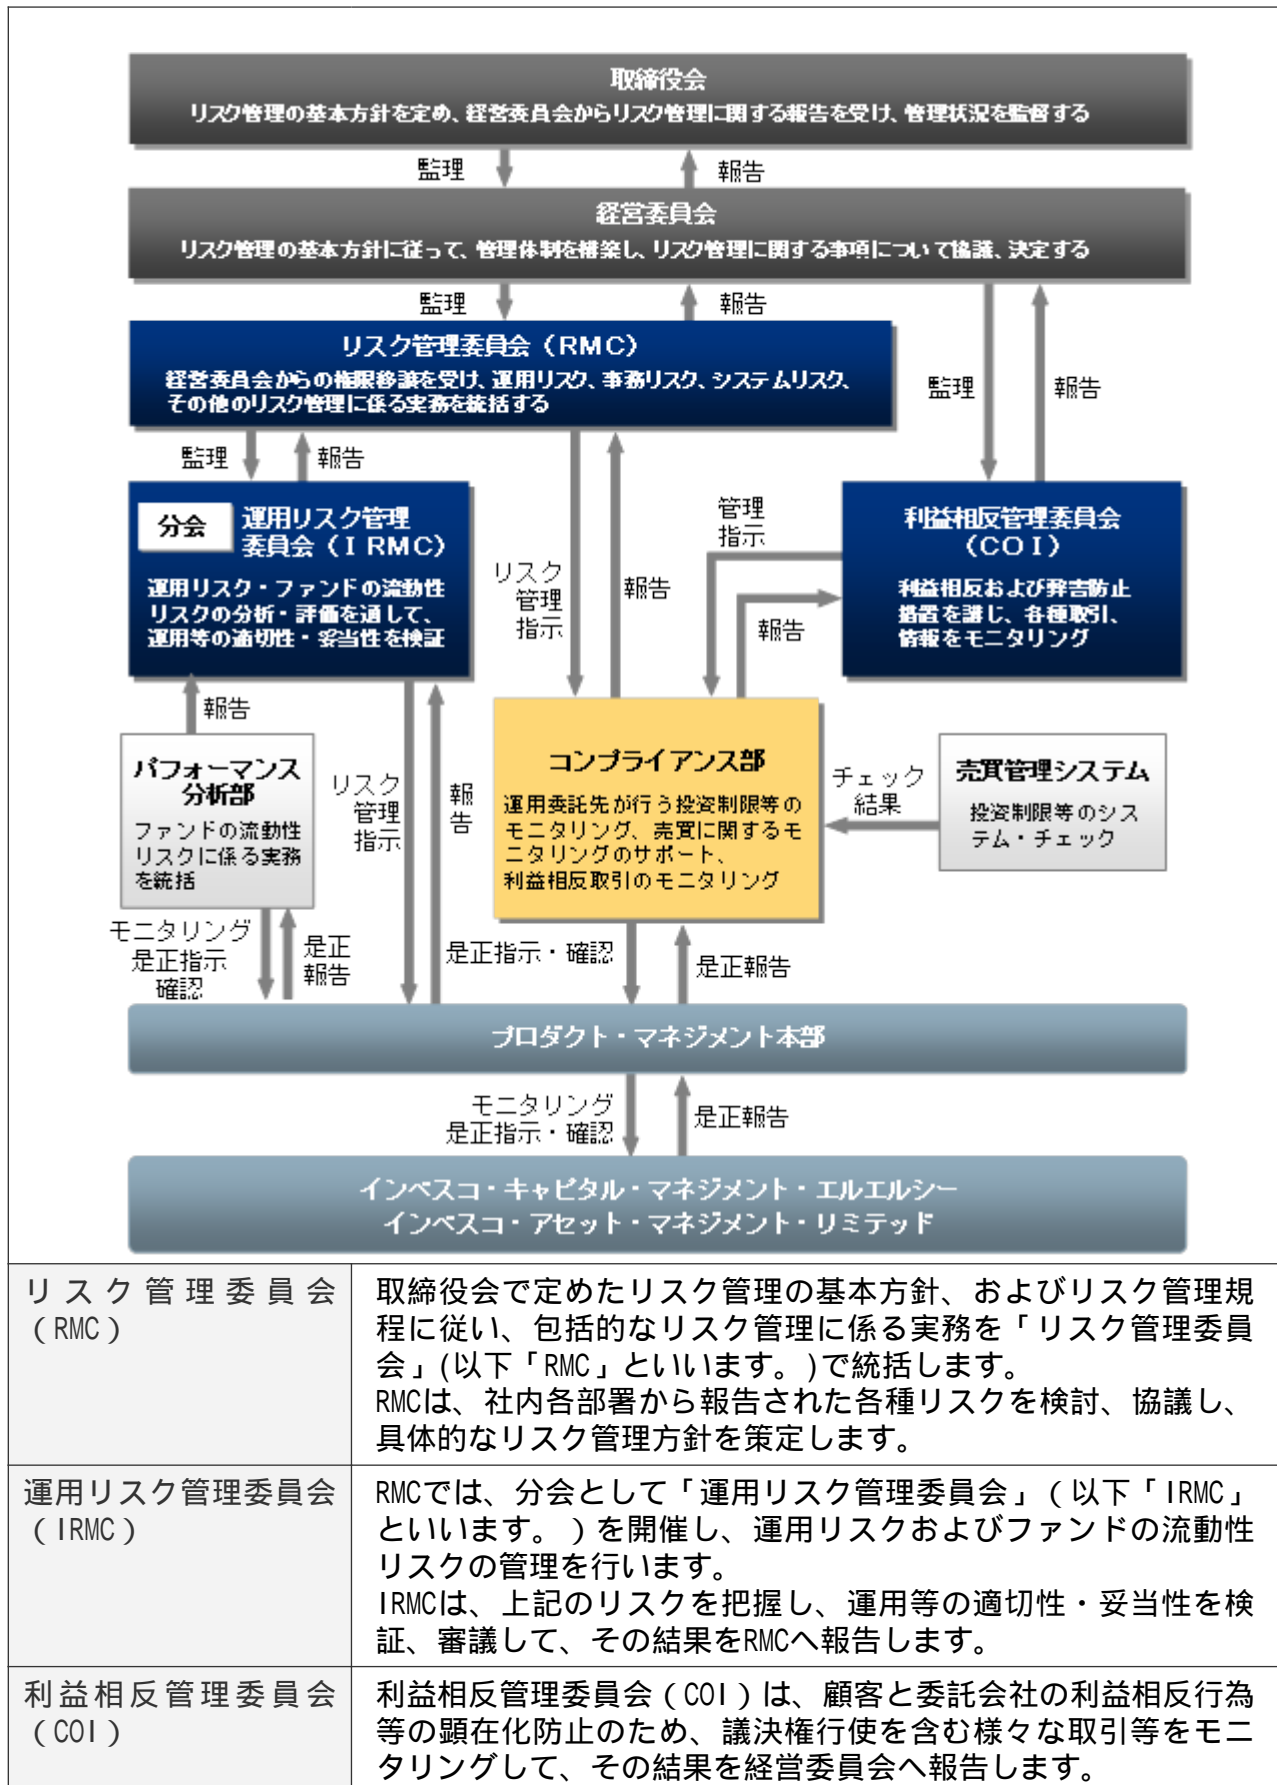 取締役会
リスク管理の基本方針を定め、経営委員会からリスク管理に関する報告を受け、管理状況を監督する
監理
報告
経営委員会
リスク管理の基本方針に従って、管理体制を構築し、リスク管理に関する事項について協議、決定する
監理
報告
リスク管理委員会（RMC）
経営委員会からの権限移譲を受け、運用リスク、事務リスク、システムリスク、
その他のリスク管理に係る実務を統括する
監理
報告
監理
報告
分会
運用リスク管理
委員会（IRMC）
運用リスク・ファンドの流動性
リスクの分析・評価を通して、
運用等の適切性・妥当性を検証
リスク
管理
指示
報告
管理
指示
報告
利益相反管理委員会
（COI）
利益相反および弊害防止
措置を講じ、各種取引、
情報をモニタリング
報告
パフォーマンス
分析部
ファンドの流動性
リスクに係る実務
を統括
リスク
管理
指示
報
告
コンプライアンス部
運用委託先が行う投資制限等の
モニタリング、売買に関するモ
ニタリングのサポート、
利益相反取引のモニタリング
チェック
結果
売買管理システム
投資制限等のシス
テム・チェック
モニタリング
是正指示
確認
是正
報告
是正指示・確認
是正報告
プロダクト・マネジメント本部
モニタリング
是正指示・確認
是正報告
インベスコ・キャピタル・マネジメント・エルエルシー
インベスコ・アセット・マネジメント・リミテッド
リスク管理委員会
（RMC）
取締役会で定めたリスク管理の基本方針、およびリスク管理規
程に従い、包括的なリスク管理に係る実務を「リスク管理委員
会」(以下「RMC」といいます。)で統括します。
RMCは、社内各部署から報告された各種リスクを検討、協議し、
具体的なリスク管理方針を策定します。
運用リスク管理委員会
（IRMC）
RMCでは、分会として「運用リスク管理委員会」（以下「IRMC」
といいます。）を開催し、運用リスクおよびファンドの流動性
リスクの管理を行います。
IRMCは、上記のリスクを把握し、運用等の適切性・妥当性を検
証、審議して、その結果をRMCへ報告します。
利益相反管理委員会
（COI）
利益相反管理委員会（COI）は、顧客と委託会社の利益相反行為
等の顕在化防止のため、議決権行使を含む様々な取引等をモニ
タリングして、その結果を経営委員会へ報告します。